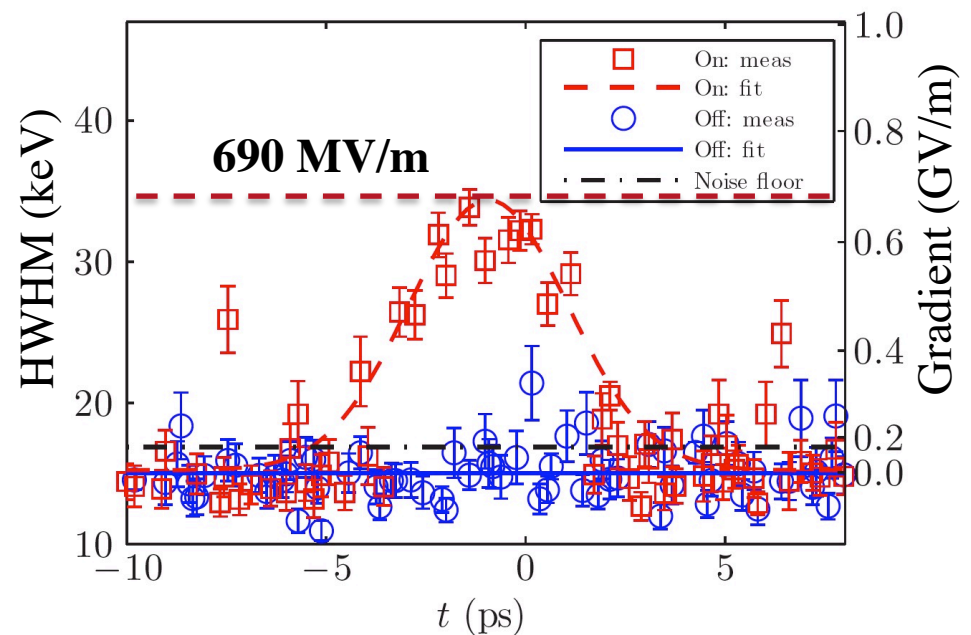 1.0
On: meas
On: fit
Off: meas
Off: fit
Noise floor
690 MV/m
HWHM (keV)
40
30
20
10
Gradient (GV/m)
0.8
0.6
0.4
0.2
0.0
−10
−5
0
5
t (ps)